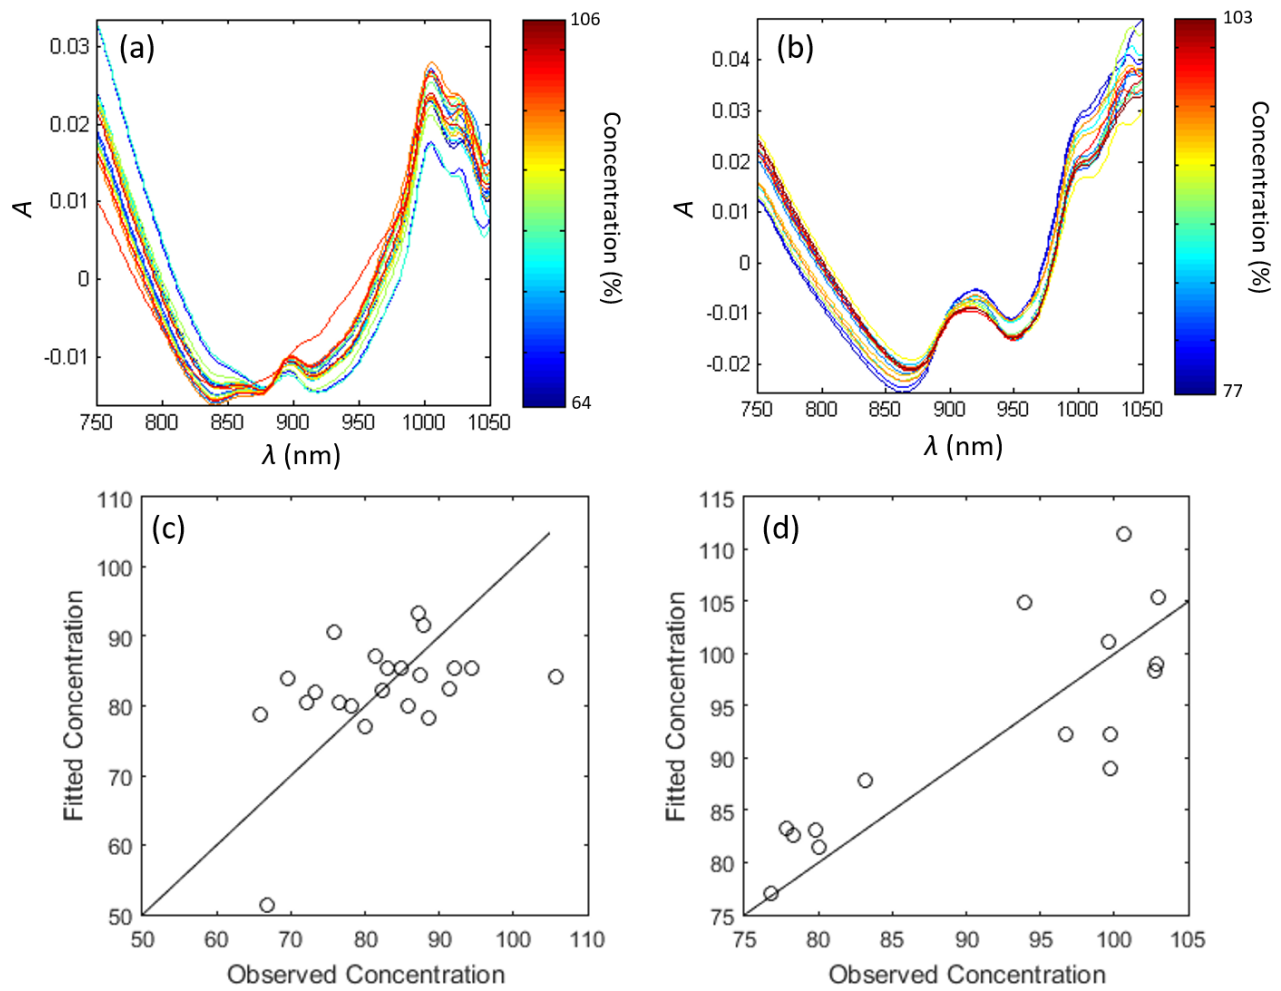 (a)
0.03
0.02
0.01
0
-0.01
A
750 800 850 900 950 1000 1050
λ (nm)
106
64
Concentration (%)
(b)
0.04
0.03
0.02
0.01
0
-0.01
-0.02
A
750 800 850 900 950 1000 1050
λ (nm)
103
77
Concentration (%)
(c)
110
100
90
80
70
60
50
Fitted Concentration
50 60 70 80 90 100 110
Observed Concentration
(d)
115
110
105
100
95
90
85
80
75
Fitted Concentration
75 80 85 90 95 100 105
Observed Concentration